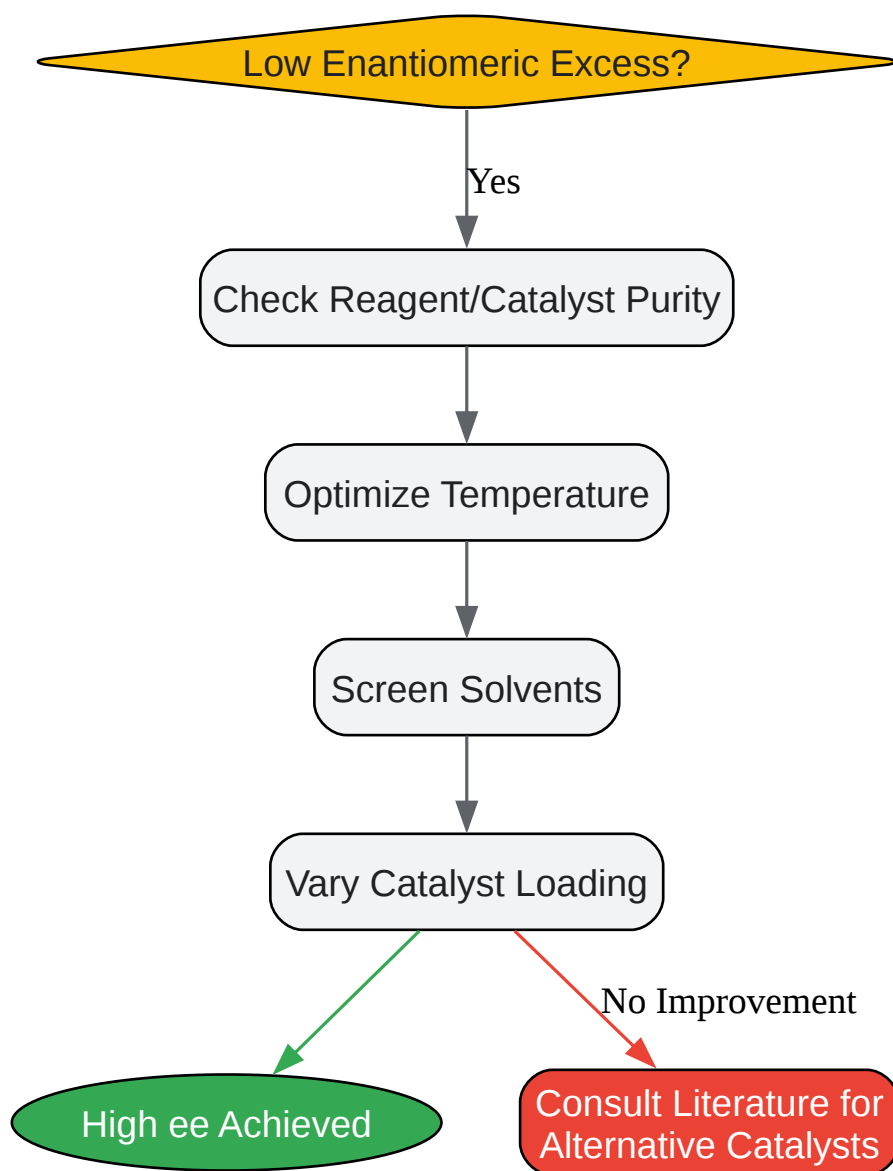 Low Enantiomeric Excess?
Yes
Check Reagent/Catalyst Purity
Optimize Temperature
Screen Solvents
Vary Catalyst Loading
No Improvement
High ee Achieved
Consult Literature for
Alternative Catalysts